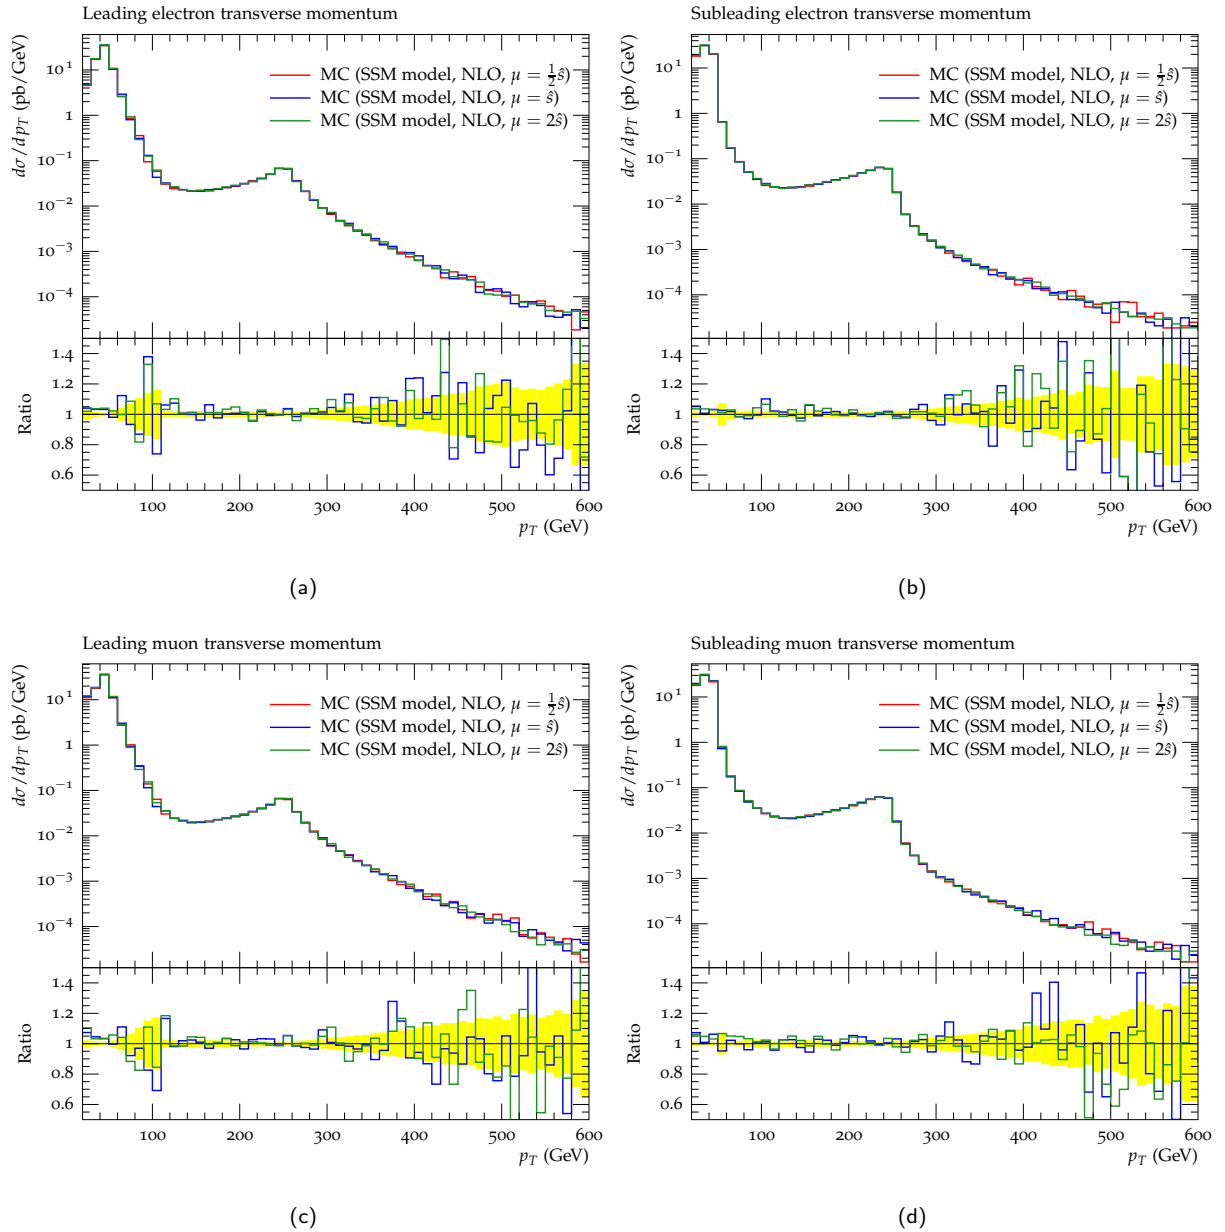 Leading electron transverse momentum
dσ/dp_T (pb/GeV)
10¹
1
10⁻¹
10⁻²
10⁻³
10⁻⁴
MC (SSM model, NLO, μ = ½ŝ)
MC (SSM model, NLO, μ = ŝ)
MC (SSM model, NLO, μ = 2ŝ)
Ratio
1.4
1.2
1
0.8
0.6
100 200 300 400 500 600
p_T (GeV)
(a)
Subleading electron transverse momentum
dσ/dp_T (pb/GeV)
10¹
1
10⁻¹
10⁻²
10⁻³
10⁻⁴
MC (SSM model, NLO, μ = ½ŝ)
MC (SSM model, NLO, μ = ŝ)
MC (SSM model, NLO, μ = 2ŝ)
Ratio
1.4
1.2
1
0.8
0.6
100 200 300 400 500 600
p_T (GeV)
(b)
Leading muon transverse momentum
dσ/dp_T (pb/GeV)
10¹
1
10⁻¹
10⁻²
10⁻³
10⁻⁴
MC (SSM model, NLO, μ = ½ŝ)
MC (SSM model, NLO, μ = ŝ)
MC (SSM model, NLO, μ = 2ŝ)
Ratio
1.4
1.2
1
0.8
0.6
100 200 300 400 500 600
p_T (GeV)
(c)
Subleading muon transverse momentum
dσ/dp_T (pb/GeV)
10¹
1
10⁻¹
10⁻²
10⁻³
10⁻⁴
MC (SSM model, NLO, μ = ½ŝ)
MC (SSM model, NLO, μ = ŝ)
MC (SSM model, NLO, μ = 2ŝ)
Ratio
1.4
1.2
1
0.8
0.6
100 200 300 400 500 600
p_T (GeV)
(d)